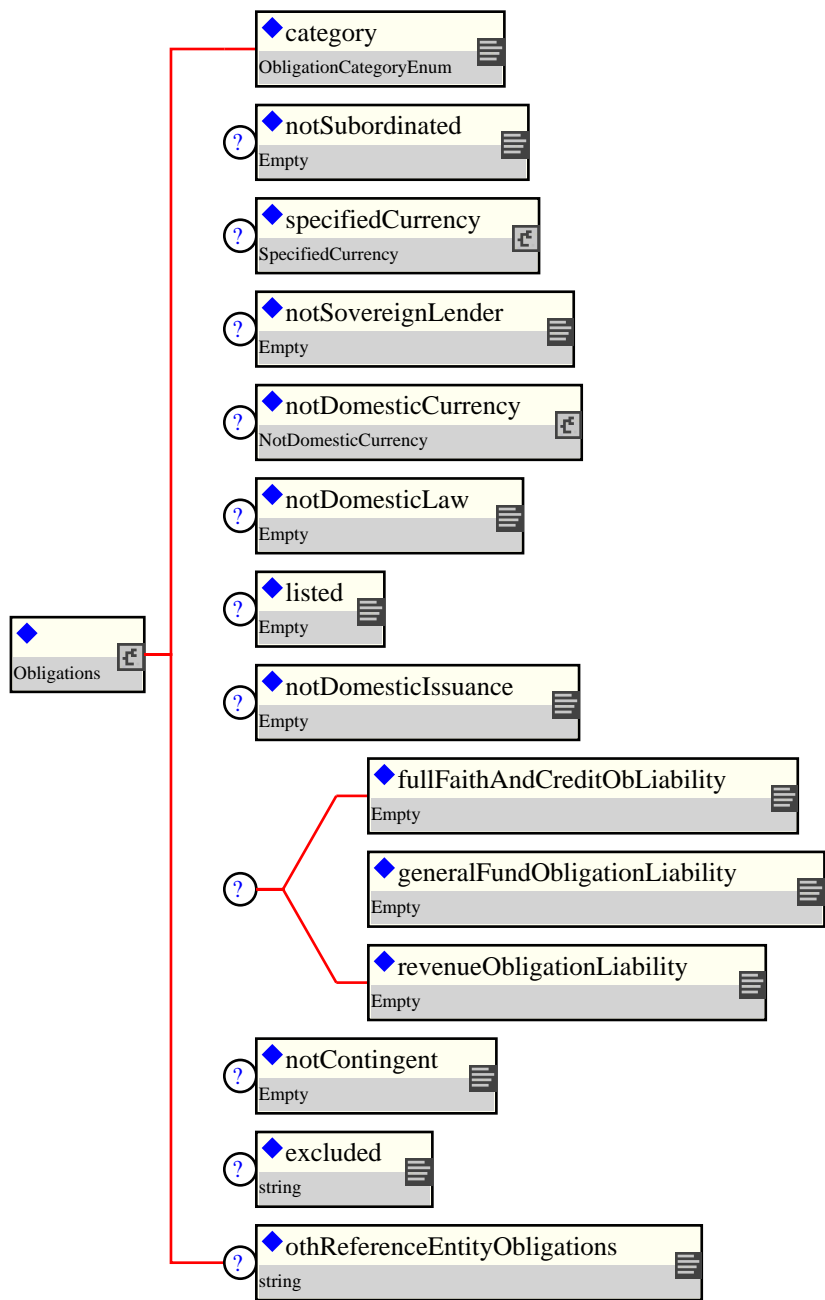 category
ObligationCategoryEnum
?
notSubordinated
Empty
?
specifiedCurrency
SpecifiedCurrency
?
notSovereignLender
Empty
?
notDomesticCurrency
NotDomesticCurrency
?
notDomesticLaw
Empty
?
listed
Empty
Obligations
?
notDomesticIssuance
Empty
fullFaithAndCreditObLiability
Empty
?
generalFundObligationLiability
Empty
revenueObligationLiability
Empty
?
notContingent
Empty
?
excluded
string
?
othReferenceEntityObligations
string